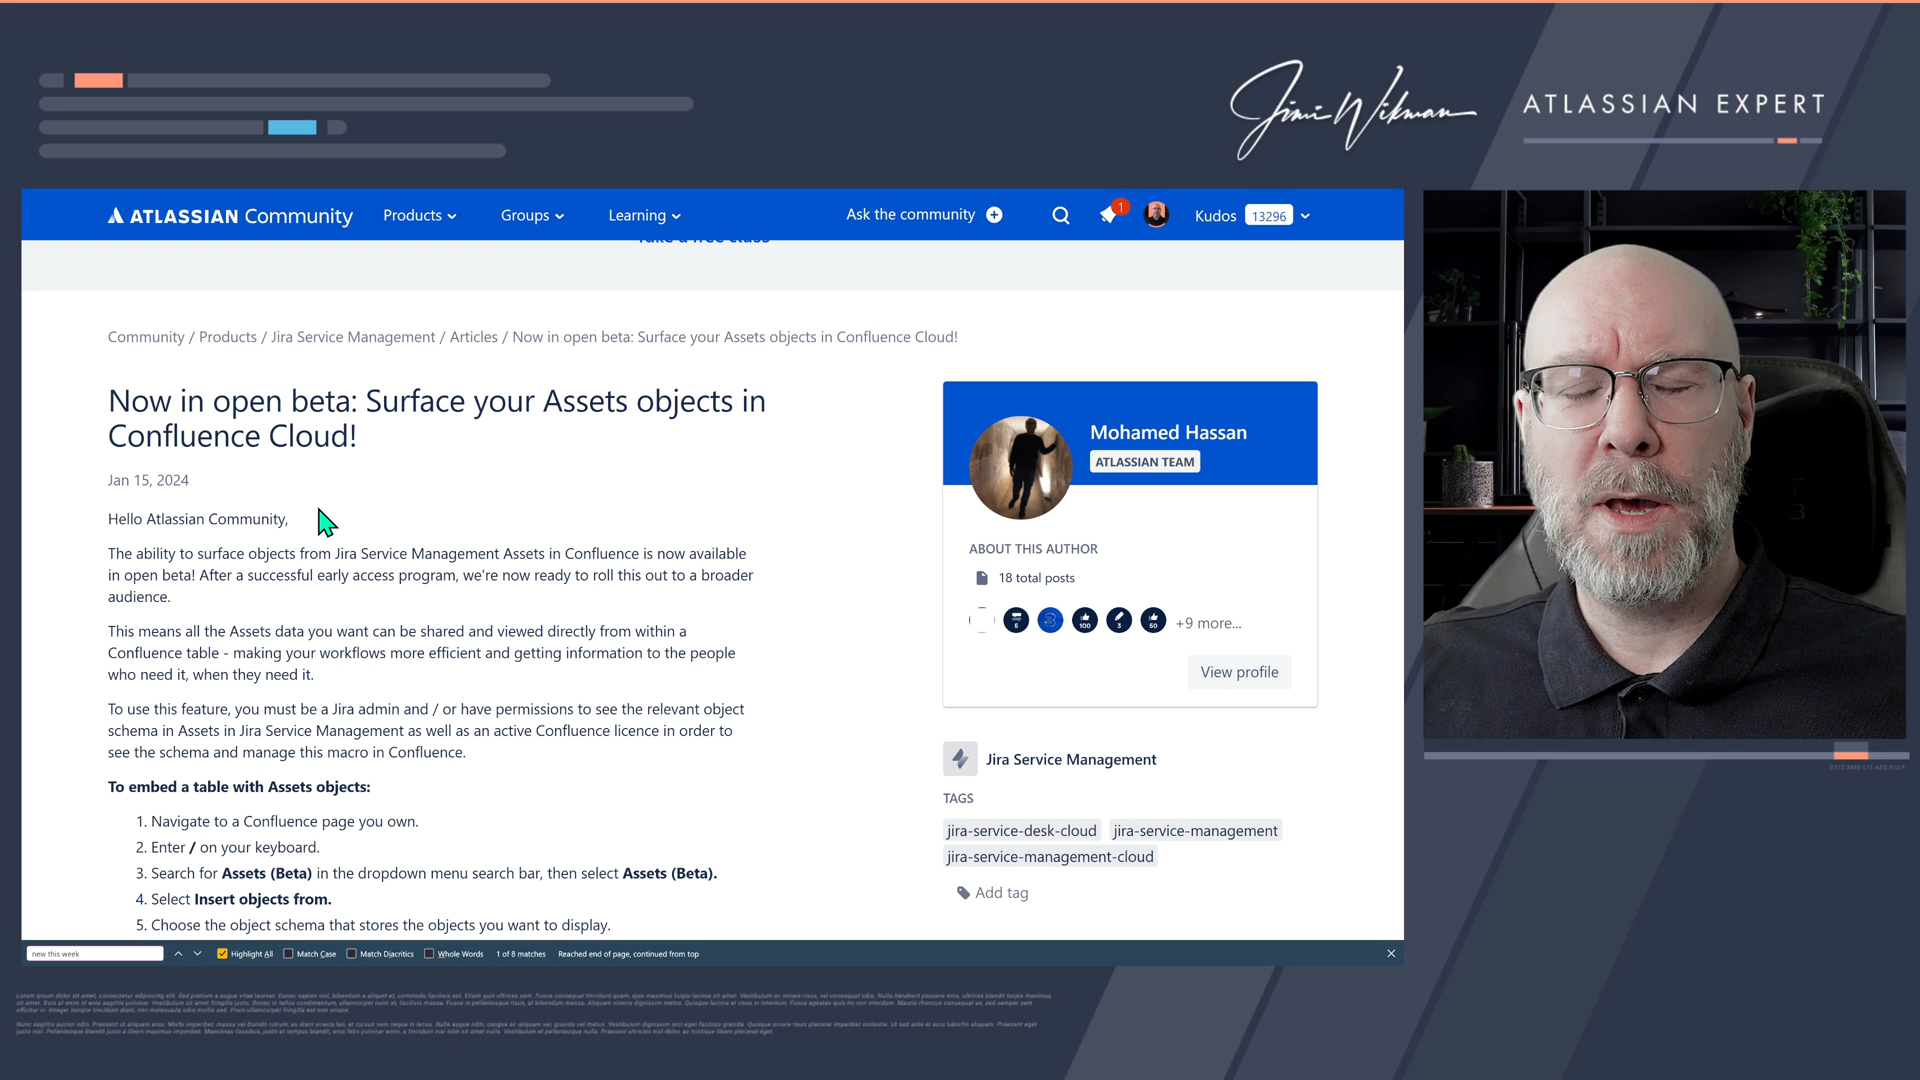 Jimi Wikman
ATLASSIAN EXPERT
ATLASSIAN Community
Products
Groups
Learning
Ask the community
1
Kudos 13296
Take a free class
Community / Products / Jira Service Management / Articles / Now in open beta: Surface your Assets objects in Confluence Cloud!
Now in open beta: Surface your Assets objects in
Confluence Cloud!
Jan 15, 2024
Hello Atlassian Community,
The ability to surface objects from Jira Service Management Assets in Confluence is now available
in open beta! After a successful early access program, we're now ready to roll this out to a broader
audience.
This means all the Assets data you want can be shared and viewed directly from within a
Confluence table - making your workflows more efficient and getting information to the people
who need it, when they need it.
To use this feature, you must be a Jira admin and / or have permissions to see the relevant object
schema in Assets in Jira Service Management as well as an active Confluence licence in order to
see the schema and manage this macro in Confluence.
To embed a table with Assets objects:
1. Navigate to a Confluence page you own.
2. Enter / on your keyboard.
3. Search for Assets (Beta) in the dropdown menu search bar, then select Assets (Beta).
4. Select Insert objects from.
5. Choose the object schema that stores the objects you want to display.
Mohamed Hassan
ATLASSIAN TEAM
ABOUT THIS AUTHOR
18 total posts
5 3 100 3 50 +9 more...
View profile
Jira Service Management
TAGS
jira-service-desk-cloud jira-service-management
jira-service-management-cloud
Add tag
new this week
Highlight All Match Case Match Diacritics Whole Words 1 of 8 matches Reached end of page, continued from top